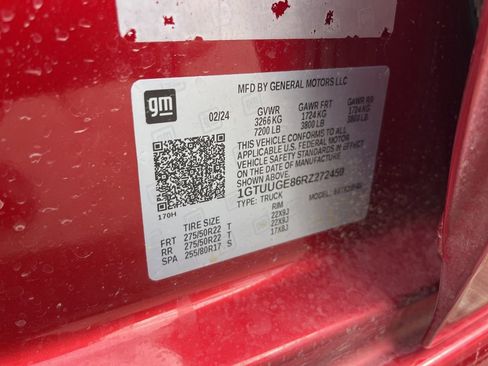 MFD BY GENERAL MOTORS LLC
gm
02/24
GVWR GAWR FRT GAWR RR
3266 KG 1724 KG 1724 KG
7200 LB 3800 LB 3800 LB
THIS VEHICLE CONFORMS TO ALL
APPLICABLE U.S. FEDERAL MOTOR
VEHICLE SAFETY STANDARDS IN EFFECT
ON THE DATE OF MANUFACTURE
SHOWN ABOVE.
1GTUUGE86RZ272450
TYPE: TRUCK MODEL:
170H
TIRE SIZE RIM
FRT 275/50R22 T 22X9J
RR 275/50R22 T 22X9J
SPA 255/80R17 S 17X8J